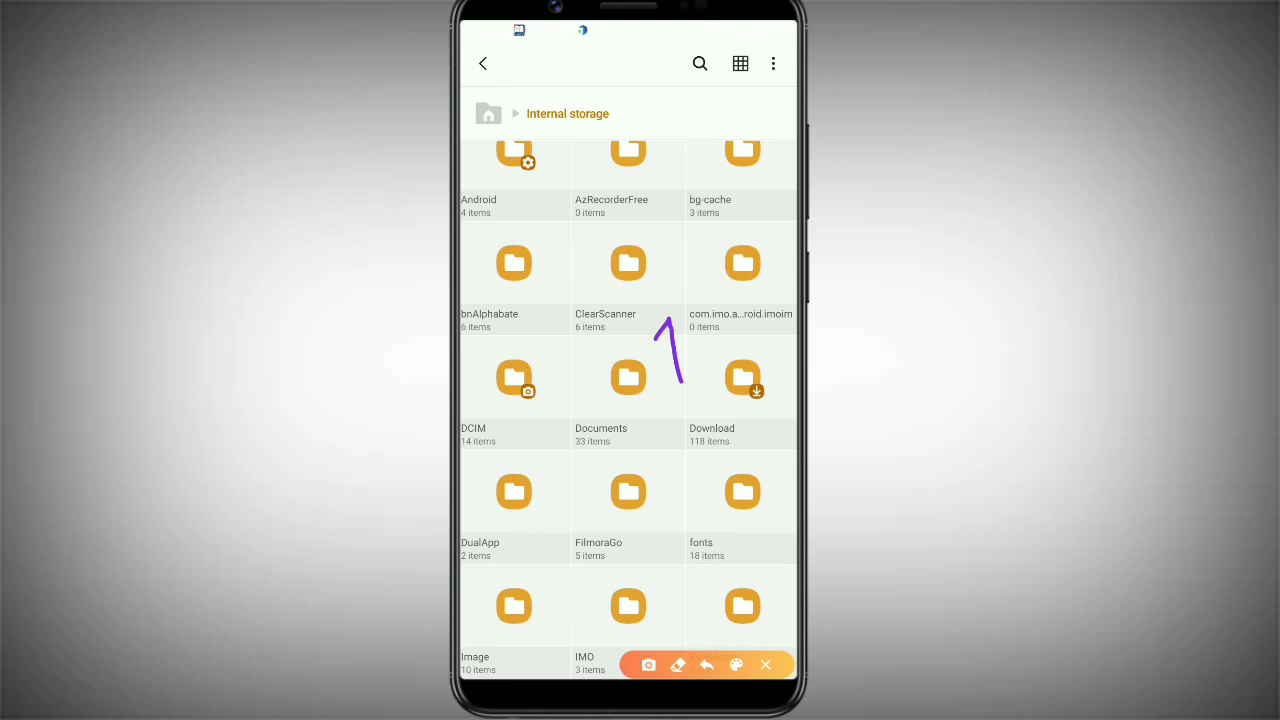 Internal storage
Android
4 items
AzRecorderFree
0 items
bg-cache
3 items
bnAlphabate
6 items
ClearScanner
6 items
com.imo.a...roid.imoim
0 items
1
DCIM
14 items
Documents
33 items
Download
118 items
DualApp
2 items
FilmoraGo
5 items
fonts
18 items
Image
10 items
IMO
3 items